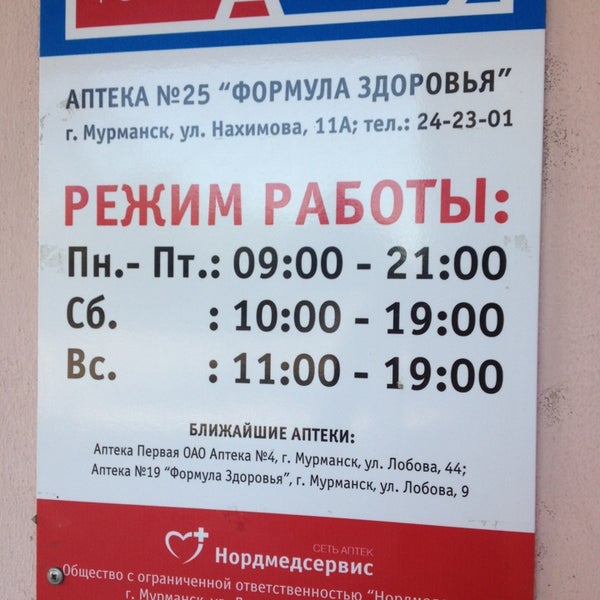 АПТЕКА №25 “ФОРМУЛА ЗДОРОВЬЯ”
г. Мурманск, ул. Нахимова, 11А; тел.: 24-23-01
РЕЖИМ РАБОТЫ:
Пн.- Пт.: 09:00 - 21:00
Сб. : 10:00 - 19:00
Вс. : 11:00 - 19:00
БЛИЖАЙШИЕ АПТЕКИ:
Аптека Первая ОАО Аптека №4, г. Мурманск, ул. Лобова, 44;
Аптека №19 “Формула Здоровья”, г. Мурманск, ул. Лобова, 9
СЕТЬ АПТЕК
Нордмедсервис
Общество с ограниченной ответственностью
г. Мурманск, ул.